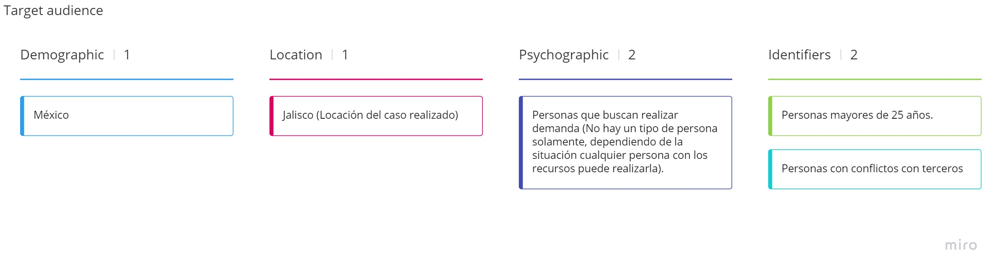 Target audience
Demographic | 1
México
Location | 1
Jalisco (Locación del caso realizado)
Psychographic | 2
Personas que buscan realizar
demanda (No hay un tipo de persona
solamente, dependiendo de la
situación cualquier persona con los
recursos puede realizarla).
Identifiers | 2
Personas mayores de 25 años.
Personas con conflictos con terceros
miro